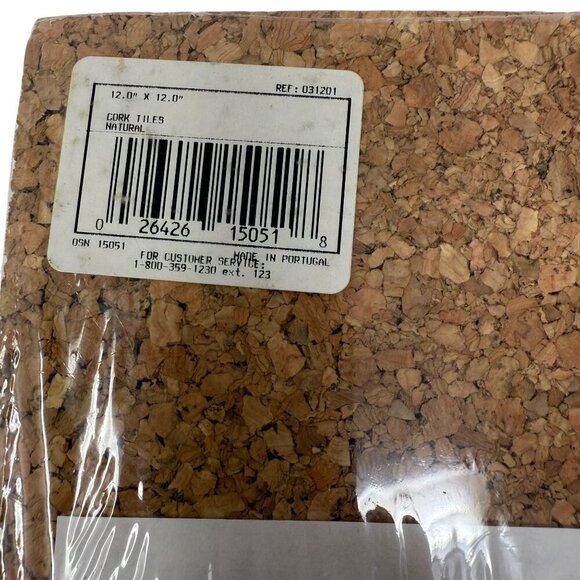 12.0" X 12.0" REF: 031201
CORK TILES
NATURAL
0 26426 15051 8
OSN 15051 MADE IN PORTUGAL
FOR CUSTOMER SERVICE:
1-800-359-1230 ext. 123